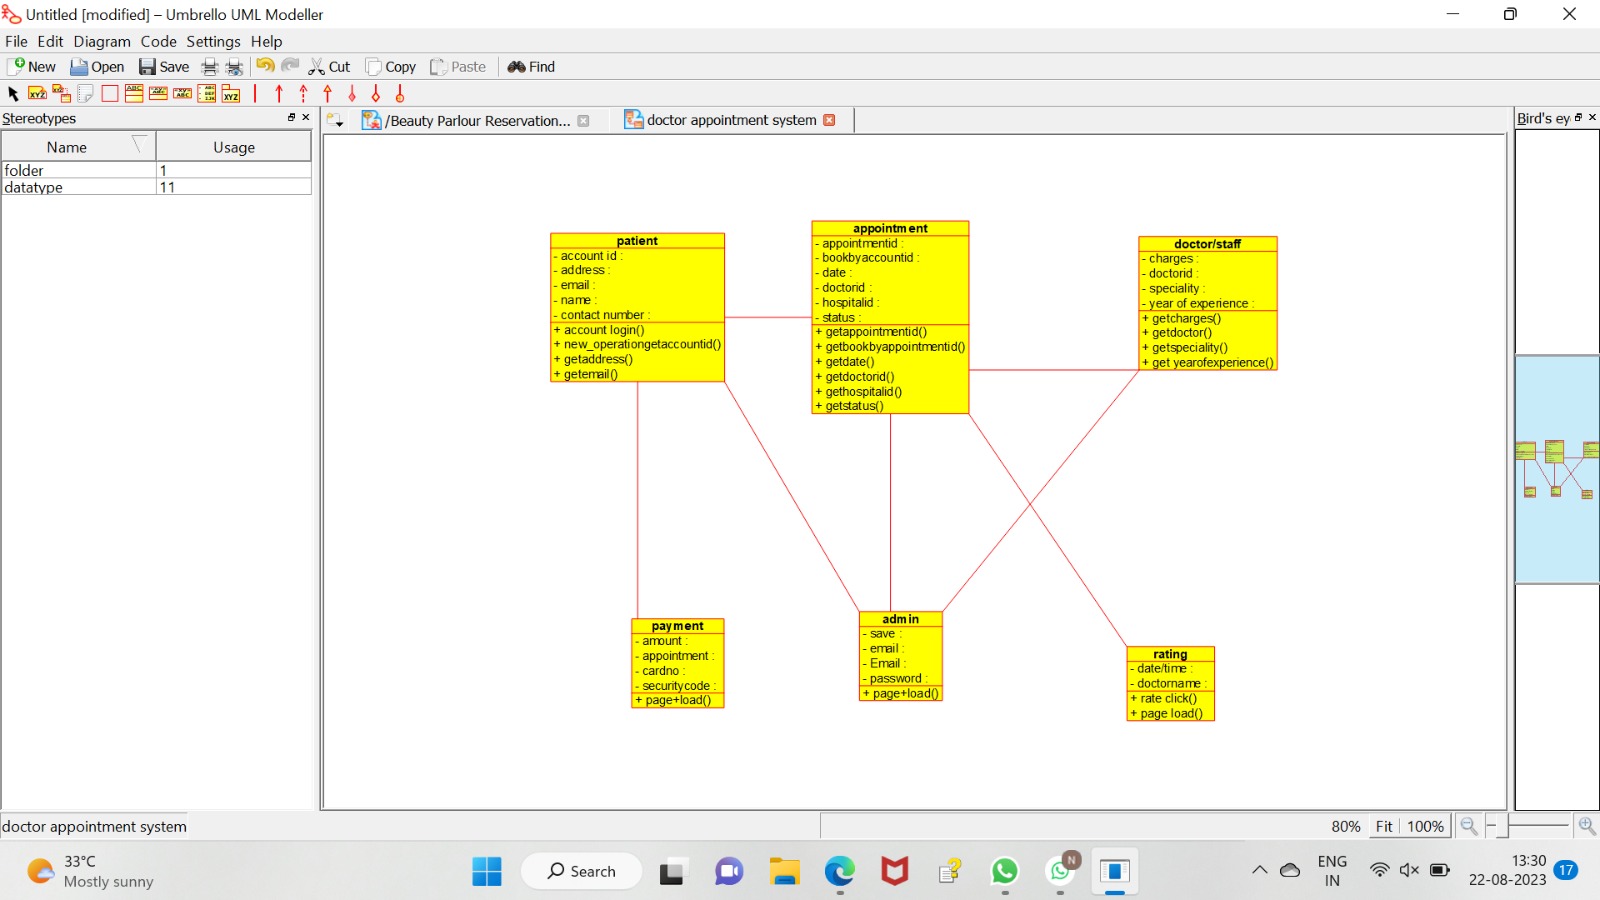 Untitled [modified] – Umbrello UML Modeller
File Edit Diagram Code Settings Help
New Open Save Cut Copy Paste Find
Stereotypes
Name Usage
folder 1
datatype 11
/Beauty Parlour Reservation...
doctor appointment system
Bird's ey
patient
- account id :
- address :
- email :
- name :
- contact number :
+ account login()
+ new_operationgetaccountid()
+ getaddress()
+ getemail()
appointment
- appointmentid :
- bookbyaccountid :
- date :
- doctorid :
- hospitalid :
- status :
+ getappointmentid()
+ getbookbyappointmentid()
+ getdate()
+ getdoctorid()
+ gethospitalid()
+ getstatus()
doctor/staff
- charges :
- doctorid :
- speciality :
- year of experience :
+ getcharges()
+ getdoctor()
+ getspeciality()
+ get yearofexperience()
payment
- amount :
- appointment :
- cardno :
- securitycode :
+ page+load()
admin
- save :
- email :
- Email :
- password :
+ page+load()
rating
- date/time :
- doctorname :
+ rate click()
+ page load()
doctor appointment system
80% Fit 100%
33°C
Mostly sunny
Search
N
ENG
IN
13:30
22-08-2023
17